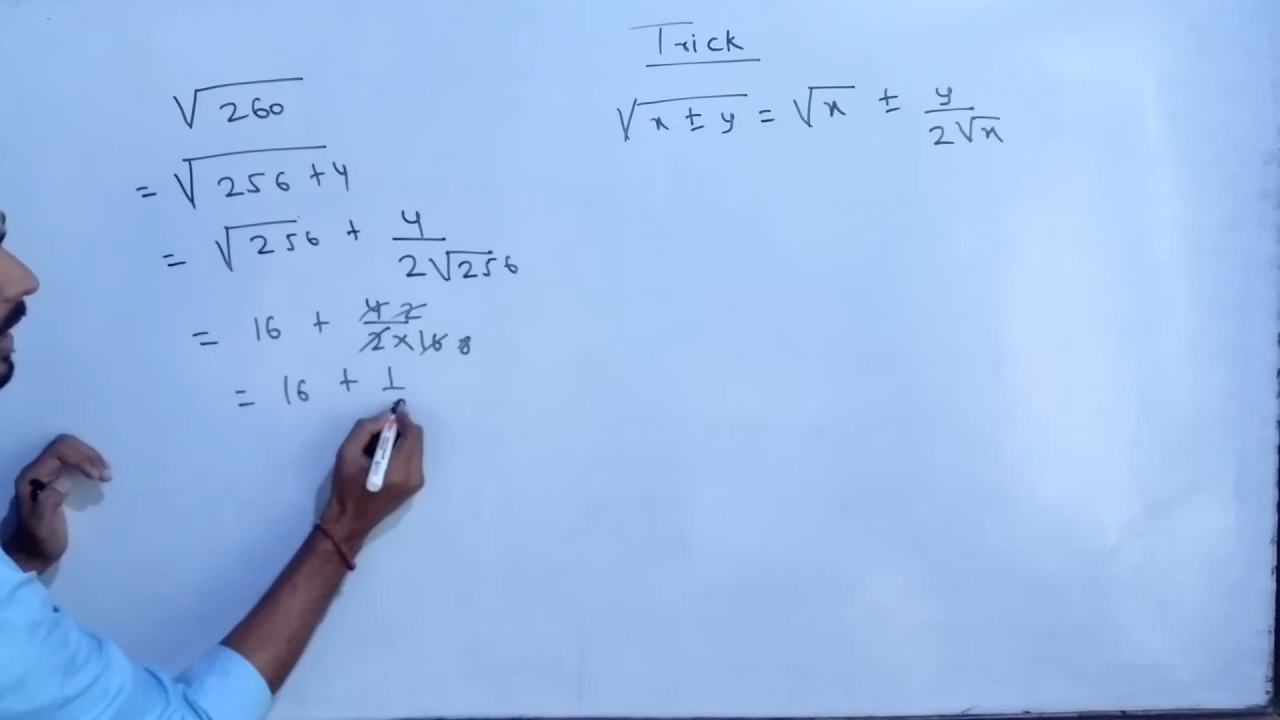 √260
= √256 + 4
= √256 + 4/2√256
= 16 + 4 2/2×16 8
= 16 + 1
Trick
√x ± y = √x ± y/2√x